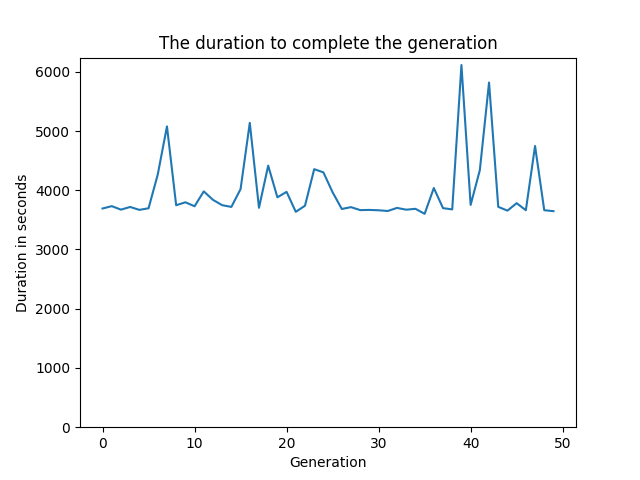 The duration to complete the generation
6000
5000
4000
3000
2000
1000
0
Duration in seconds
0 10 20 30 40 50
Generation